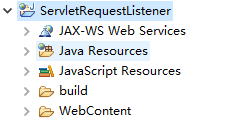 ServletRequestListener
JAX-WS Web Services
Java Resources
JavaScript Resources
build
WebContent